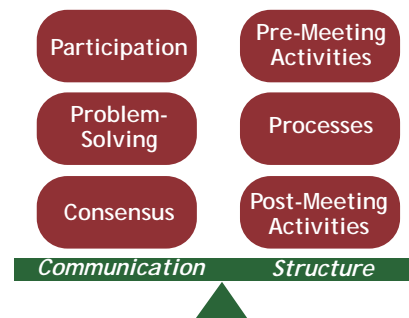 Participation
Pre-Meeting
Activities
Problem-
Solving
Processes
Consensus
Post-Meeting
Activities
Communication
Structure